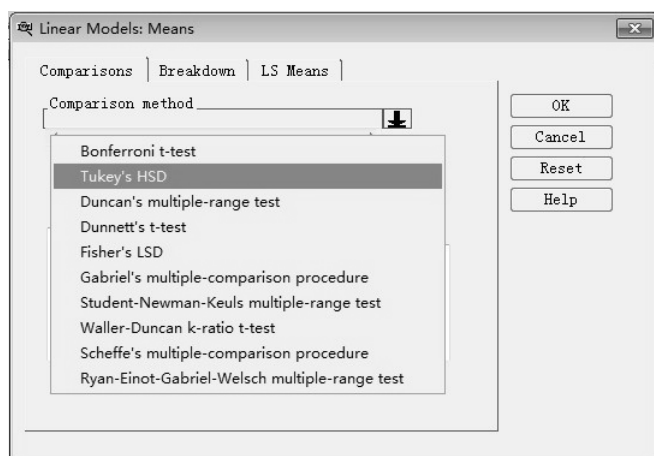 Linear Models: Means
Comparisons Breakdown LS Means
Comparison method
Bonferroni t-test
Tukey's HSD
Duncan's multiple-range test
Dunnett's t-test
Fisher's LSD
Gabriel's multiple-comparison procedure
Student-Newman-Keuls multiple-range test
Waller-Duncan k-ratio t-test
Scheffe's multiple-comparison procedure
Ryan-Einot-Gabriel-Welsch multiple-range test
OK
Cancel
Reset
Help